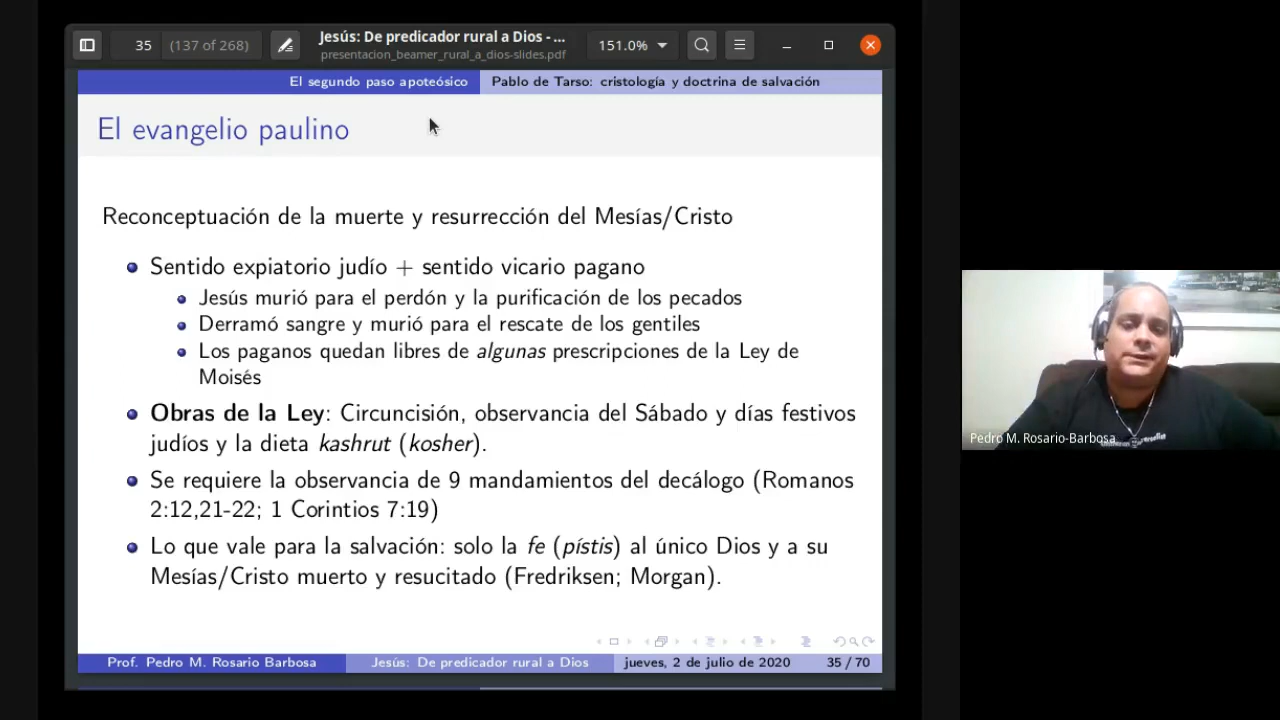 35 (137 of 268) Jesús: De predicador rural a Dios - ... 151.0%
presentacion_beamer_rural_a_dios-slides.pdf
El segundo paso apoteósico Pablo de Tarso: cristología y doctrina de salvación
El evangelio paulino
Reconceptuación de la muerte y resurrección del Mesías/Cristo
Sentido expiatorio judío + sentido vicario pagano
Jesús murió para el perdón y la purificación de los pecados
Derramó sangre y murió para el rescate de los gentiles
Los paganos quedan libres de algunas prescripciones de la Ley de
Moisés
Obras de la Ley: Circuncisión, observancia del Sábado y días festivos
judíos y la dieta kashrut (kosher).
Se requiere la observancia de 9 mandamientos del decálogo (Romanos
2:12,21-22; 1 Corintios 7:19)
Lo que vale para la salvación: solo la fe (pístis) al único Dios y a su
Mesías/Cristo muerto y resucitado (Fredriksen; Morgan).
Prof. Pedro M. Rosario Barbosa Jesús: De predicador rural a Dios jueves, 2 de julio de 2020 35 / 70
Pedro M. Rosario-Barbosa